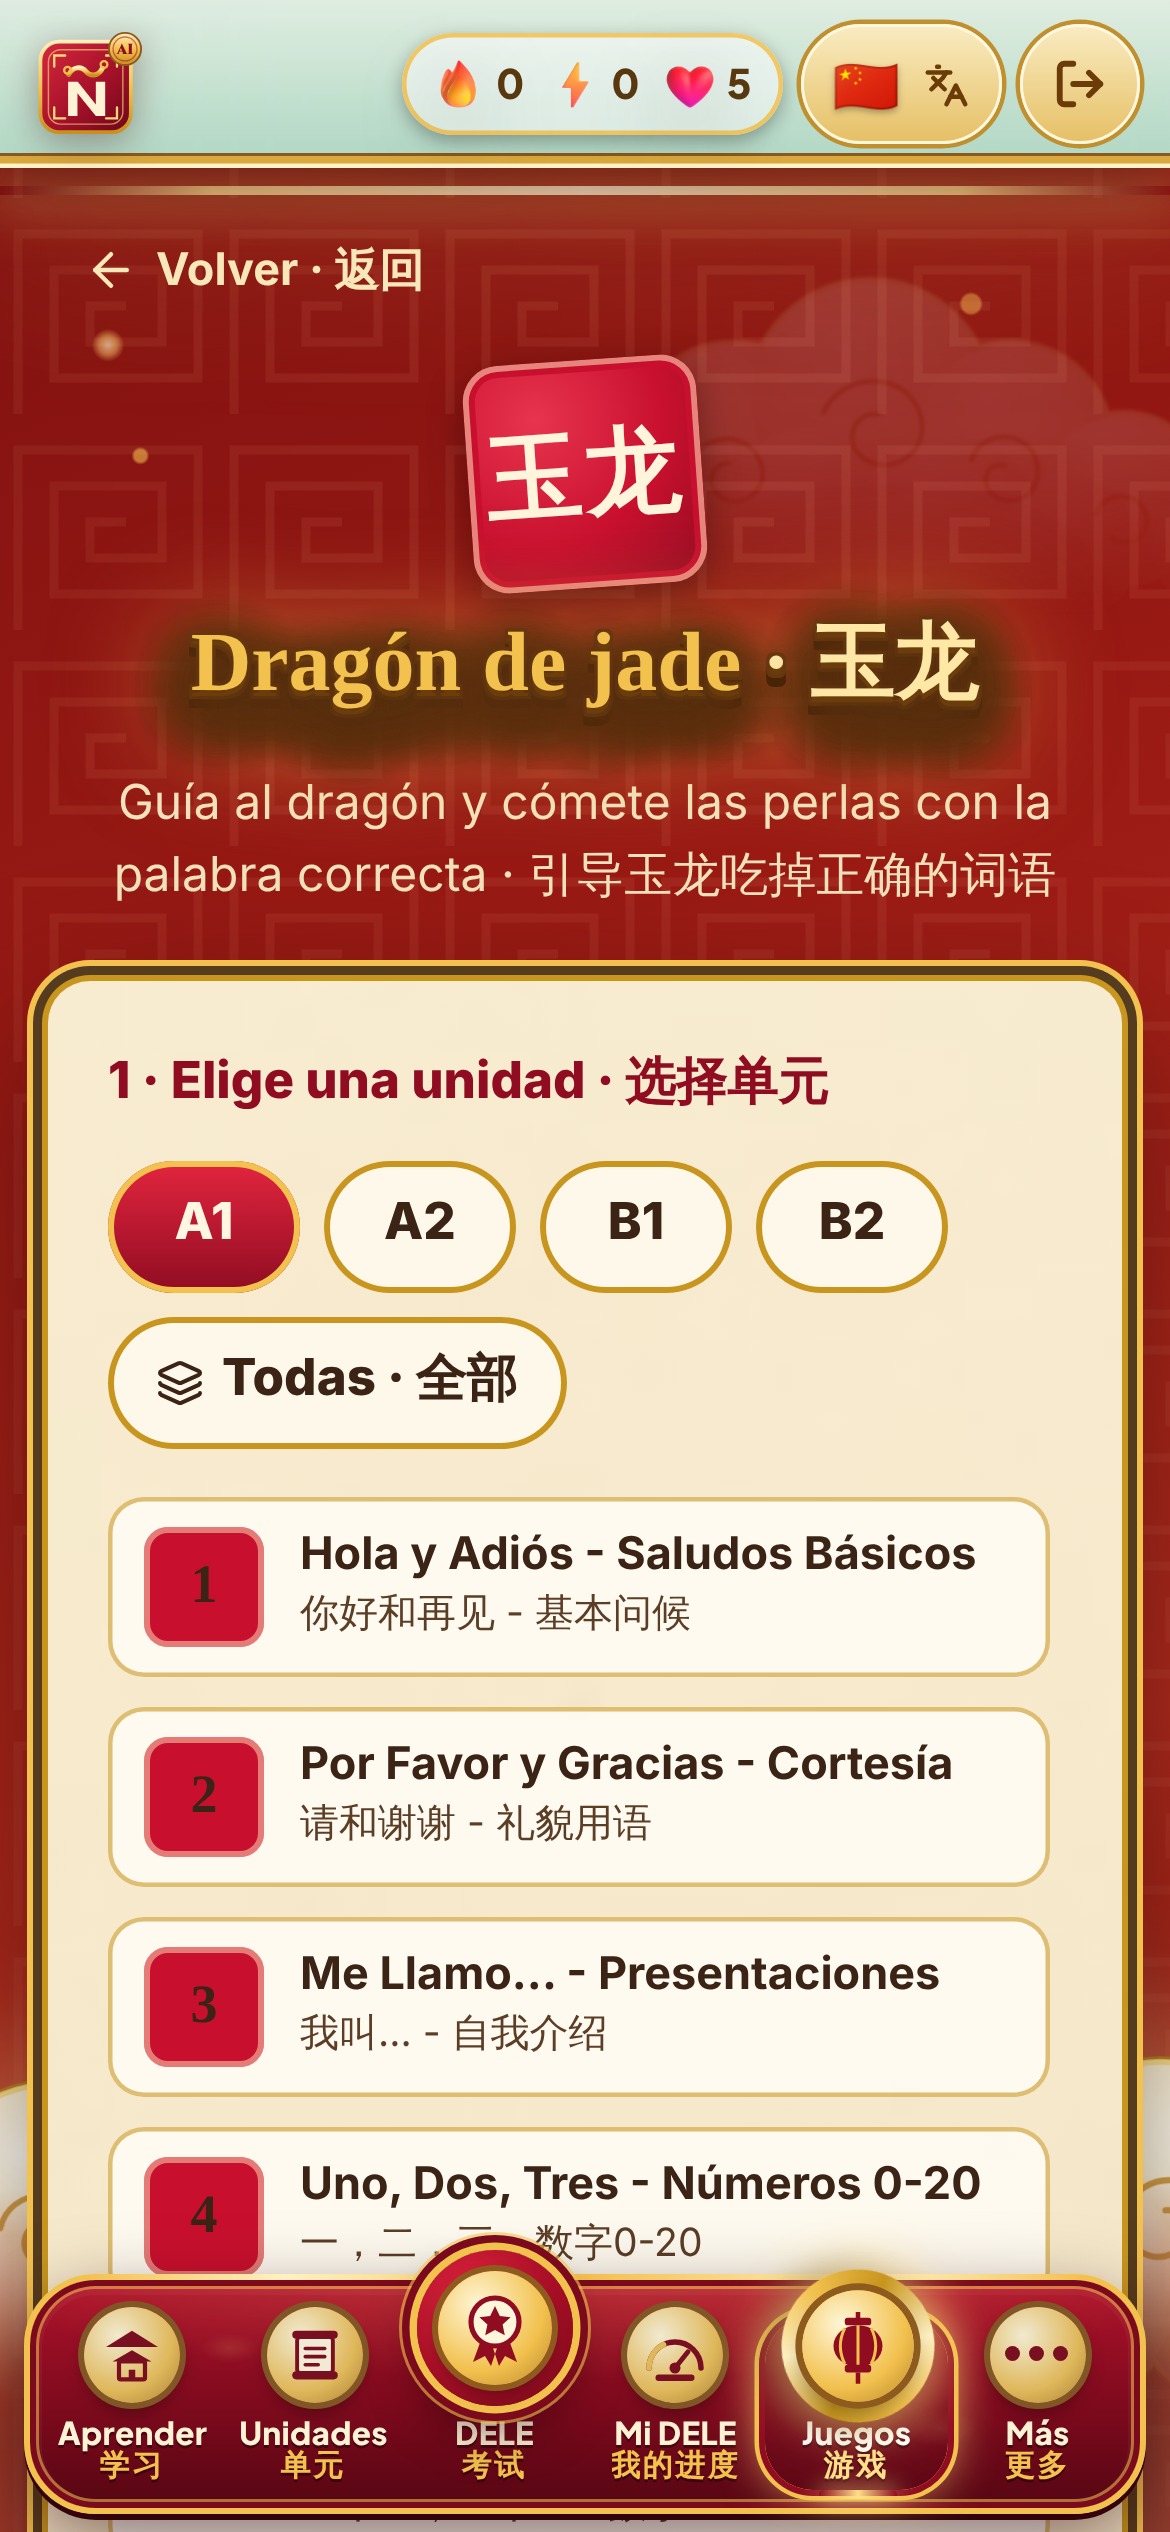 AI
Ñ
0 0 5
Volver · 返回
玉龙
Dragón de jade · 玉龙
Guía al dragón y cómete las perlas con la
palabra correcta · 引导玉龙吃掉正确的词语
1 · Elige una unidad · 选择单元
A1 A2 B1 B2
Todas · 全部
1 Hola y Adiós - Saludos Básicos
你好和再见 - 基本问候
2 Por Favor y Gracias - Cortesía
请和谢谢 - 礼貌用语
3 Me Llamo... - Presentaciones
我叫... - 自我介绍
4 Uno, Dos, Tres - Números 0-20
一，二，三 数字0-20
Aprender Unidades DELE Mi DELE Juegos Más
学习 单元 考试 我的进度 游戏 更多